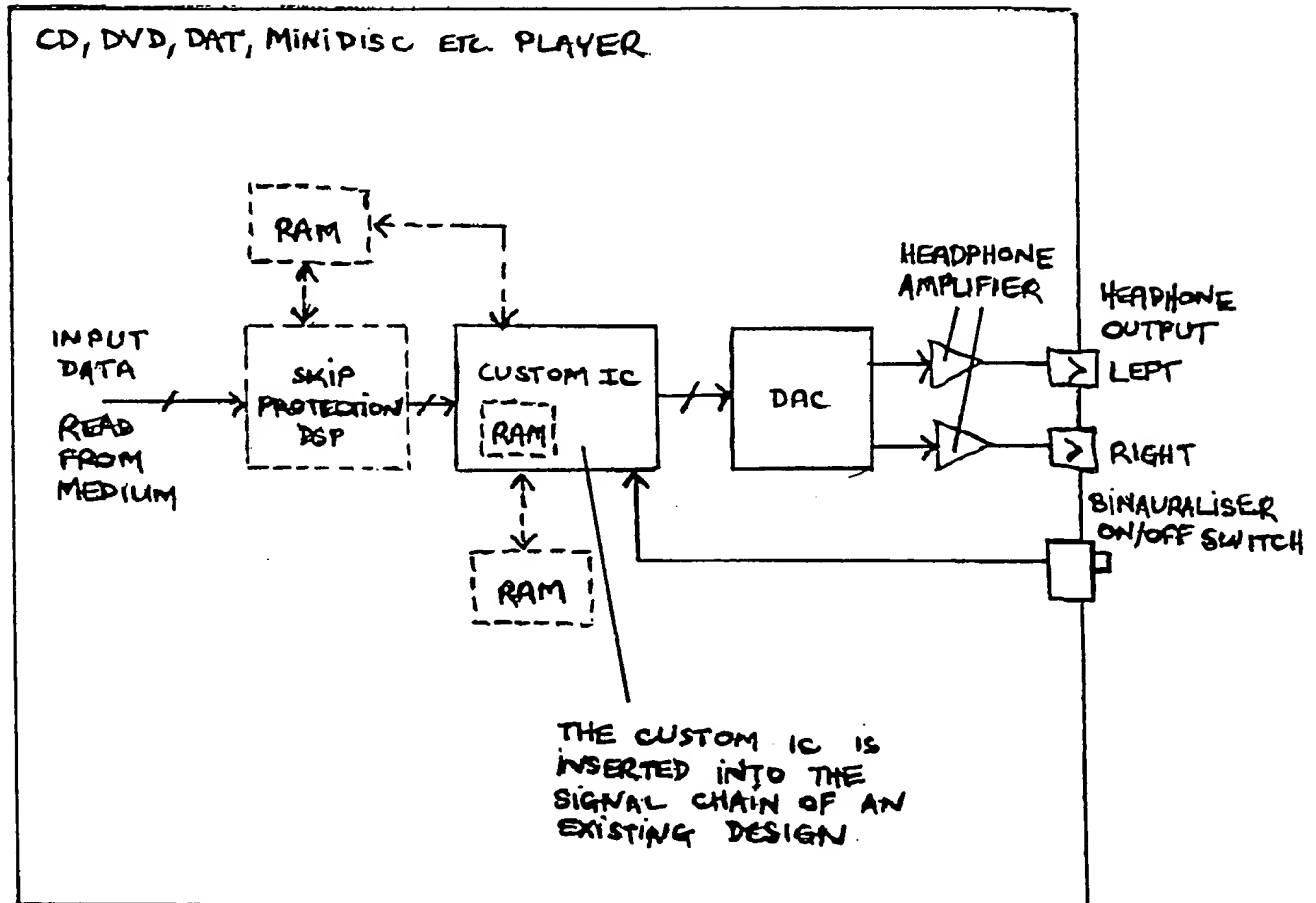 CD, DVD, DAT, MINIDISC ETC. PLAYER
RAM
INPUT
DATA
READ
FROM
MEDIUM
SKIP
PROTECTION
DSP
CUSTOM IC
RAM
RAM
DAC
HEADPHONE
AMPLIFIER
HEADPHONE
OUTPUT
LEFT
RIGHT
BINAURALISER
ON/OFF SWITCH
THE CUSTOM IC IS
INSERTED INTO THE
SIGNAL CHAIN OF AN
EXISTING DESIGN